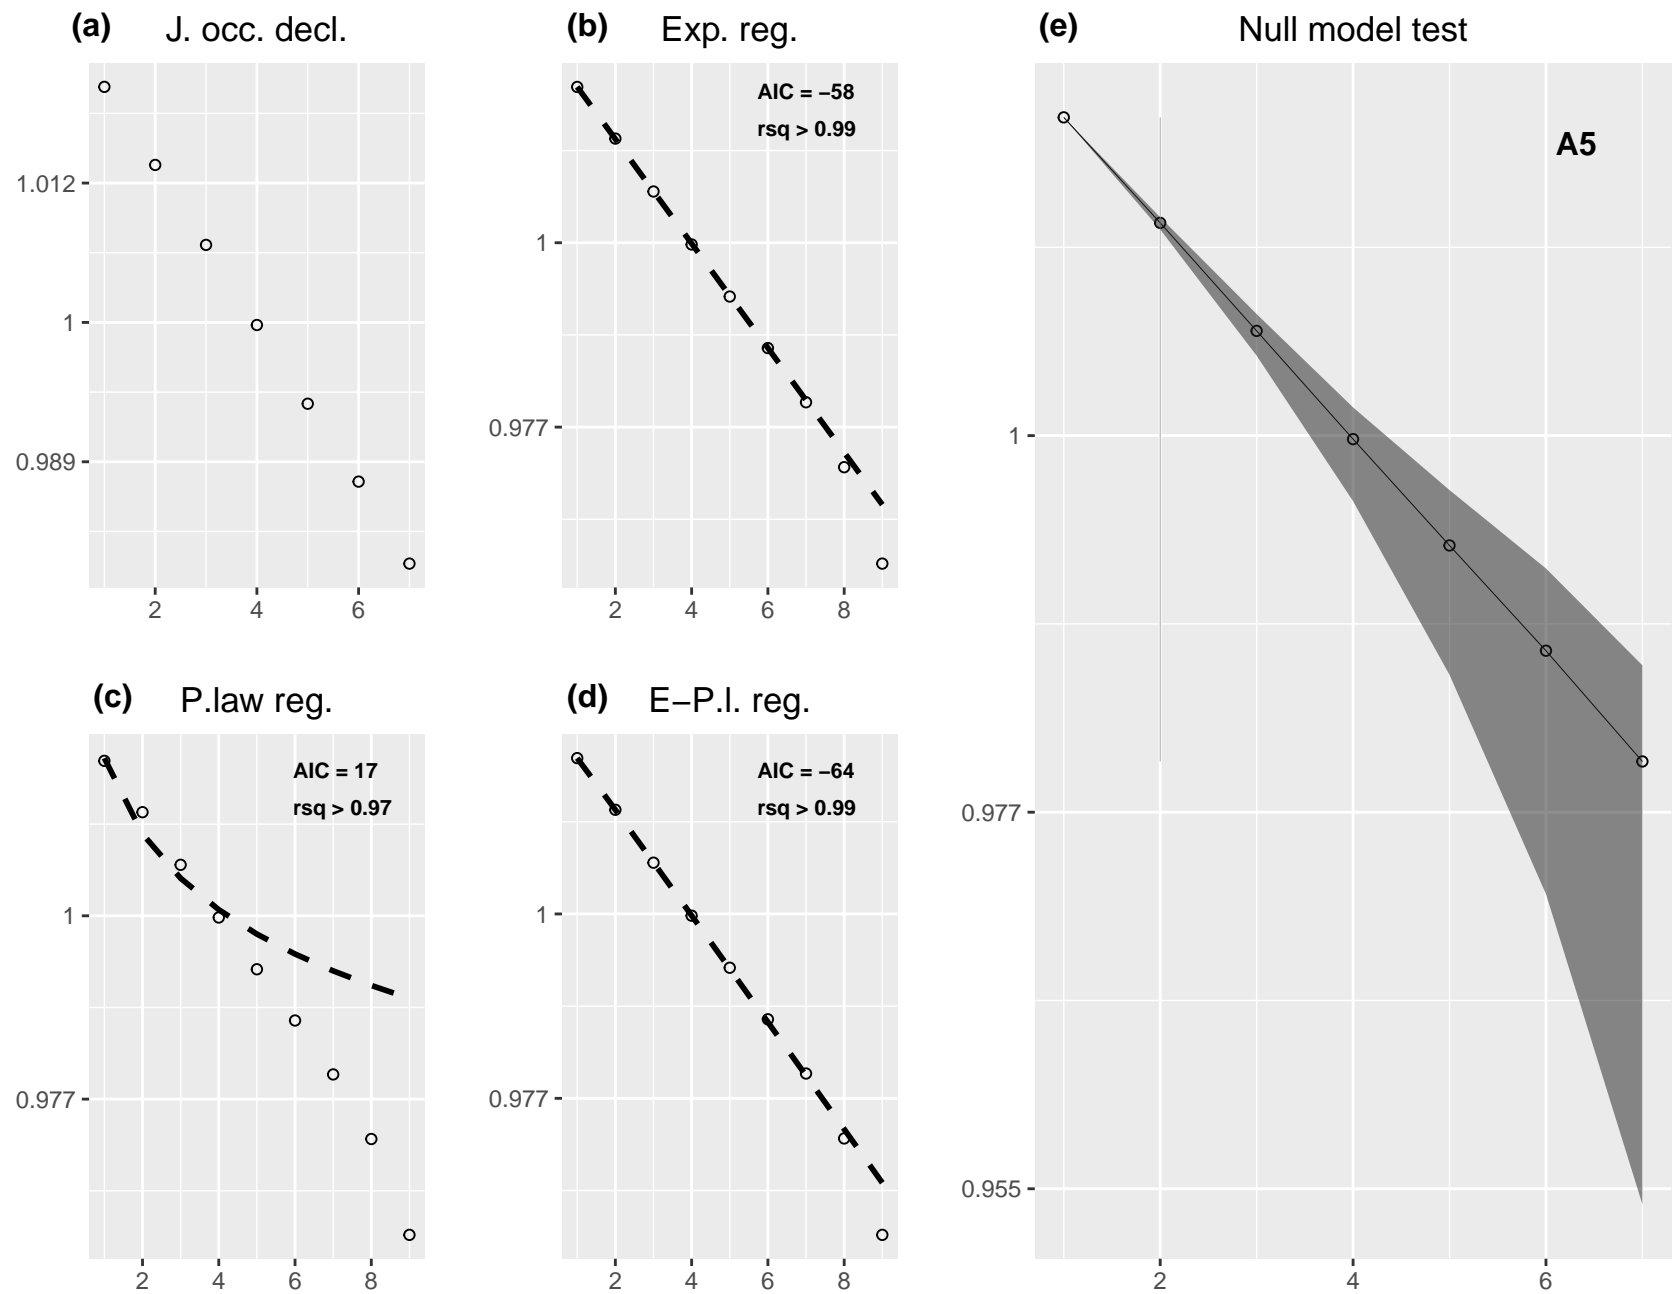 (a) J. occ. decl.
1.012
1
0.989
2 4 6
(b) Exp. reg.
AIC = −58
rsq > 0.99
1
0.977
2 4 6 8
(c) P.law reg.
AIC = 17
rsq > 0.97
1
0.977
2 4 6 8
(d) E−P.l. reg.
AIC = −64
rsq > 0.99
1
0.977
2 4 6 8
(e) Null model test
A5
1
0.977
0.955
2 4 6